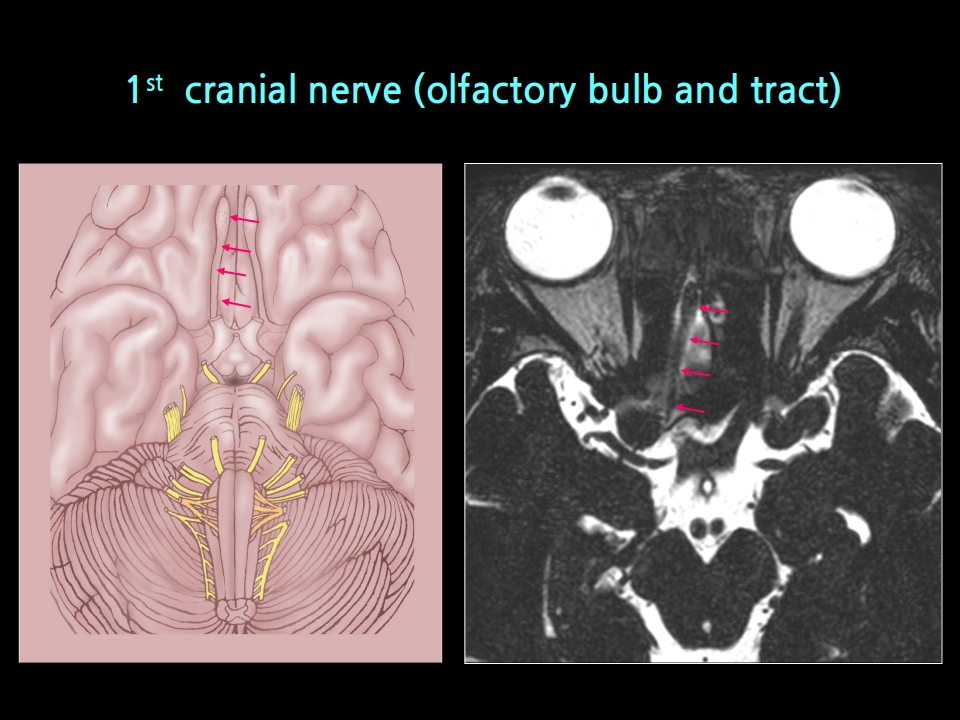 1st cranial nerve (olfactory bulb and tract)